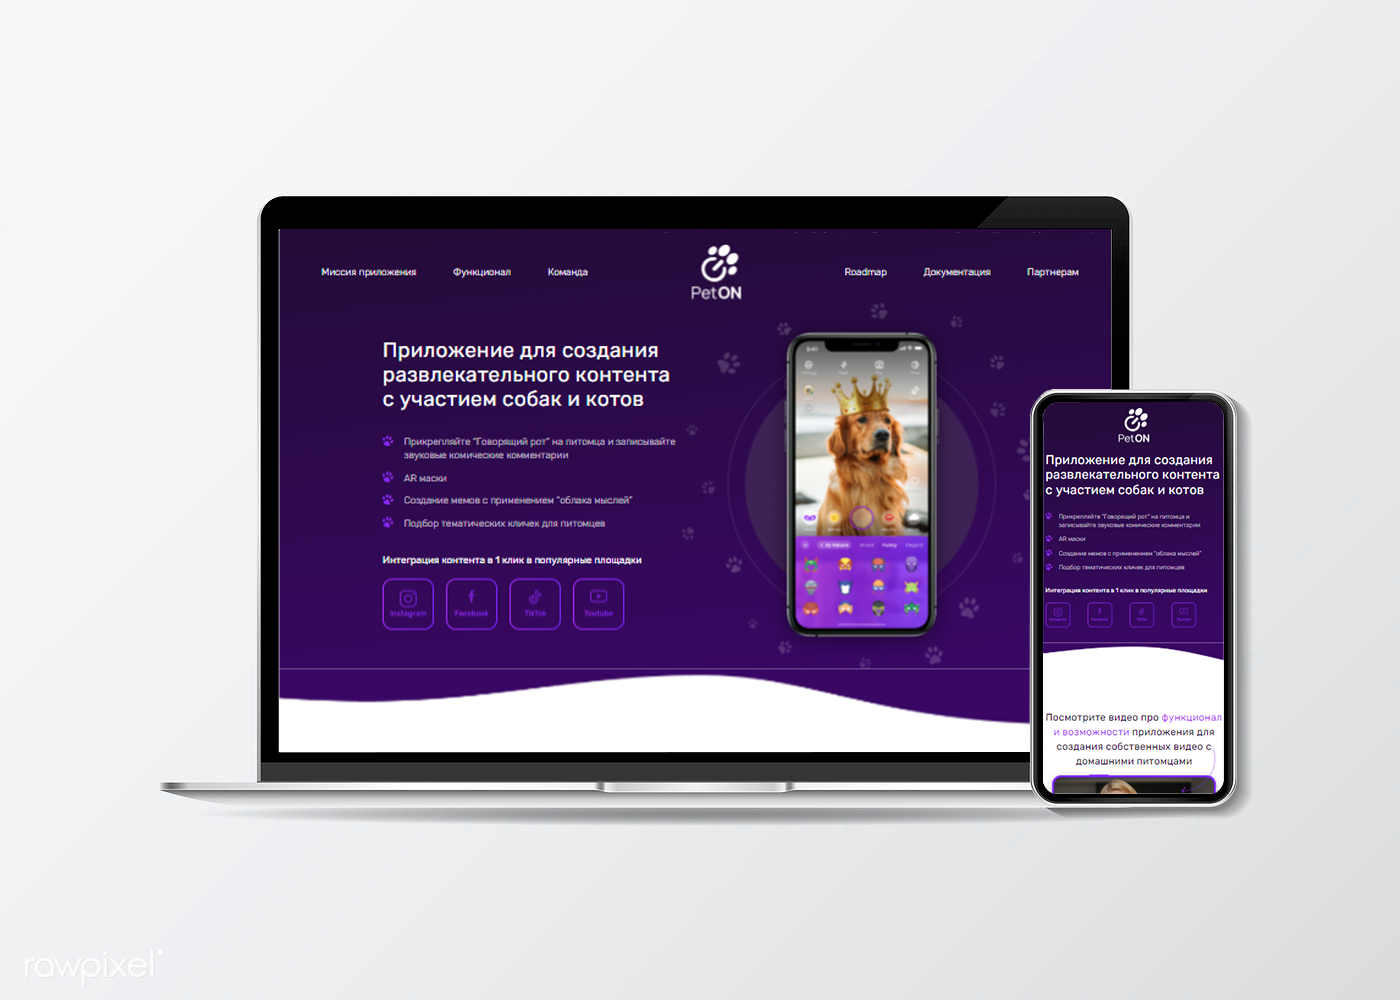 Миссия приложения
Функционал
Команда
PetON
Roadmap
Документация
Партнерам
Приложение для создания
развлекательного контента
с участием собак и котов
Прикрепляйте "Говорящий рот" на питомца и записывайте
звуковые комические комментарии
AR маски
Создание мемов с применением "облака мыслей"
Подбор тематических кличек для питомцев
Интеграция контента в 1 клик в популярные площадки
Instagram
Facebook
TikTok
Youtube
9:41
Funny
PetON
Приложение для создания
развлекательного контента
с участием собак и котов
Прикрепляйте "Говорящий рот" на питомца и
записывайте звуковые комические комментарии
AR маски
Создание мемов с применением "облака мыслей"
Подбор тематических кличек для питомцев
Интеграция контента в 1 клик в популярные площадки
Instagram
Facebook
TikTok
Youtube
Посмотрите видео про функционал
и возможности приложения для
создания собственных видео с
домашними питомцами
rawpixel